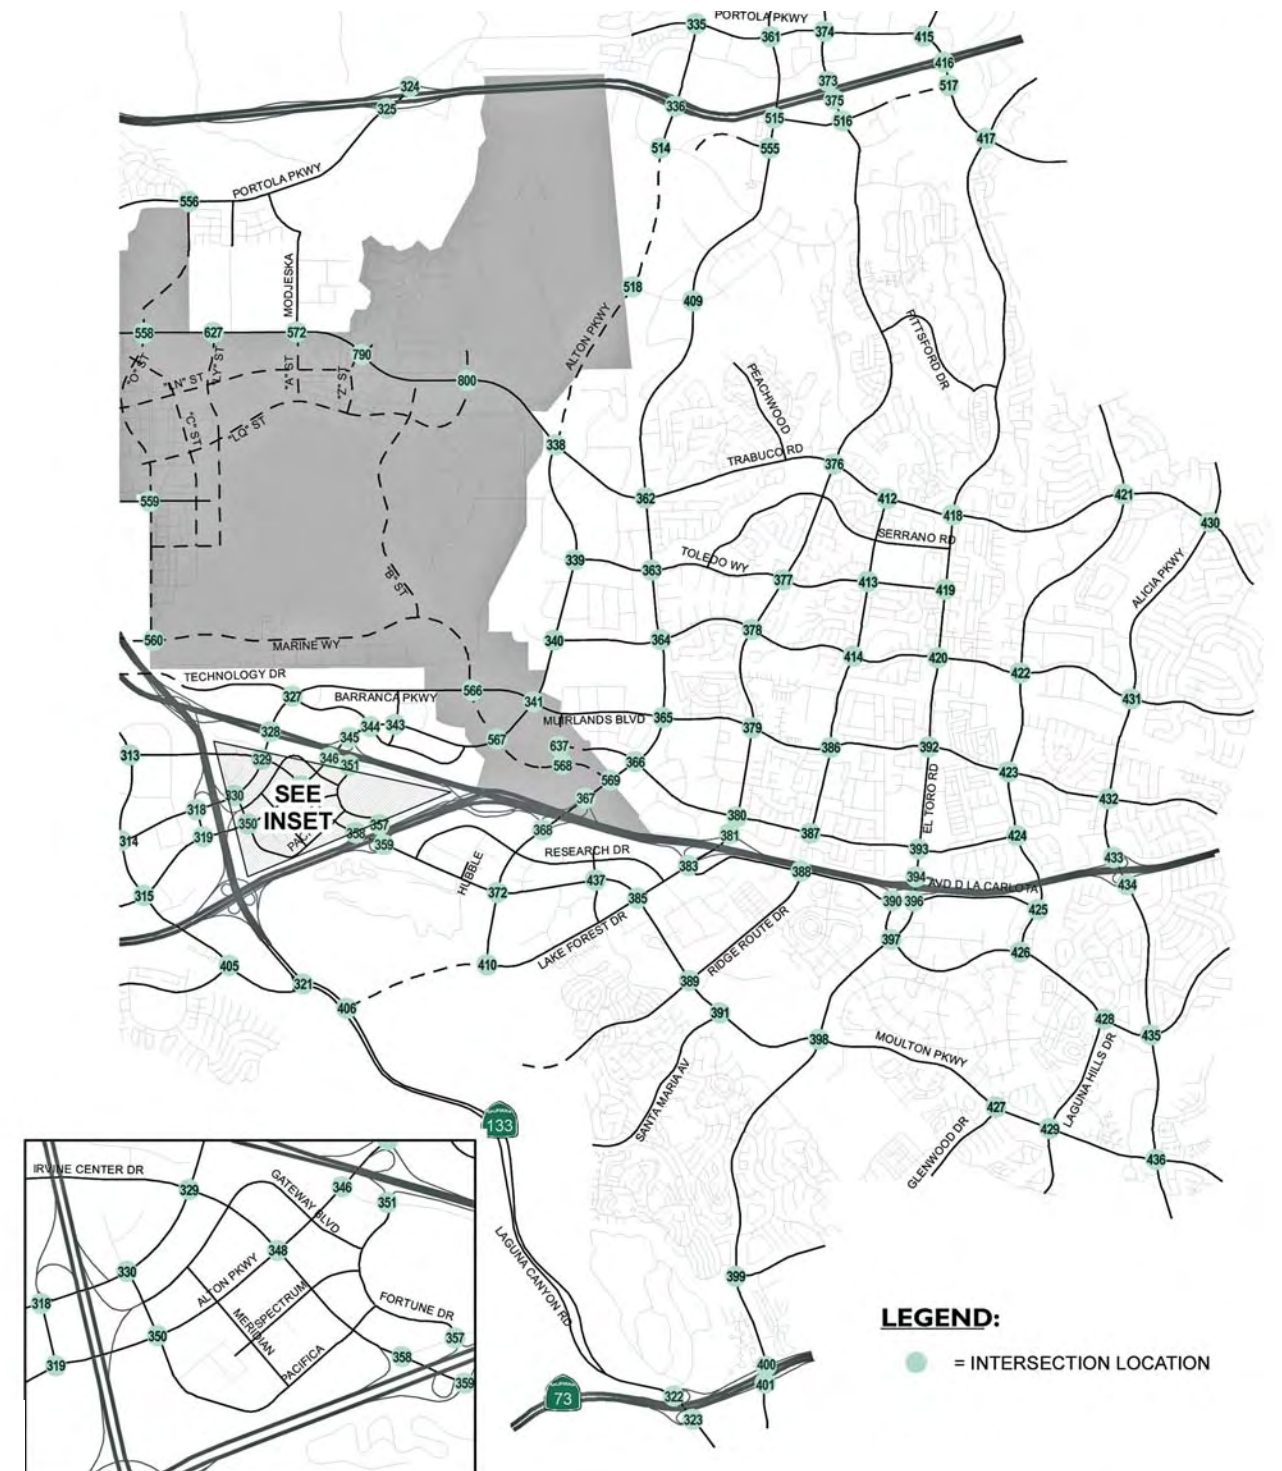 PORTOLA PKWY
335
361
374
415
416
324
373
517
325
336
375
515
516
417
514
555
PORTOLA PKWY
556
MODJESKA
518
409
558
627
572
ALTON PKWY
PITTSFORD DR
790
"O" ST
"LY" ST
"A" ST
"Z" ST
800
PEACHWOOD
"LN" ST
"C" ST
"LQ" ST
338
TRABUCO RD
376
559
362
412
421
418
430
SERRANO RD
339
363
TOLEDO WY
377
413
419
ALICIA PKWY
"B" ST
560
MARINE WY
340
364
378
414
420
422
TECHNOLOGY DR
327
BARRANCA PKWY
566
341
431
MUIRLANDS BLVD
365
328
345
344
343
379
567
637
386
392
313
329
346
351
568
366
423
569
SEE
INSET
330
367
EL TORO RD
432
318
350
357
380
314
319
358
368
381
387
424
359
RESEARCH DR
393
433
383
HUBBLE
437
388
394
AVD D LA CARLOTA
434
315
372
385
390
396
425
LAKE FOREST DR
RIDGE ROUTE DR
397
426
405
410
321
389
406
391
428
435
398
MOULTON PKWY
SANTA MARIA AV
LAGUNA HILLS DR
427
133
GLENWOOD DR
429
436
IRVINE CENTER DR
329
GATEWAY BLVD
346
351
348
LAGUNA CANYON RD
330
ALTON PKWY
399
318
SPECTRUM
FORTUNE DR
MERIDIAN
350
357
319
PACIFICA
358
359
LEGEND:
= INTERSECTION LOCATION
400
401
73
322
323